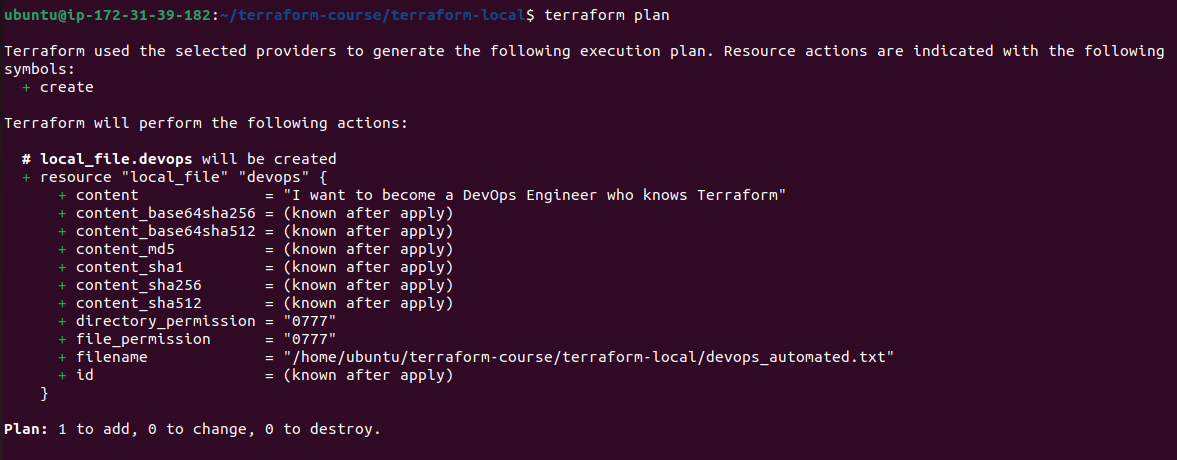 ubuntu@ip-172-31-39-182:~/terraform-course/terraform-local$ terraform plan
Terraform used the selected providers to generate the following execution plan. Resource actions are indicated with the following
symbols:
+ create
Terraform will perform the following actions:
# local_file.devops will be created
+ resource "local_file" "devops" {
+ content              = "I want to become a DevOps Engineer who knows Terraform"
+ content_base64sha256 = (known after apply)
+ content_base64sha512 = (known after apply)
+ content_md5          = (known after apply)
+ content_sha1         = (known after apply)
+ content_sha256       = (known after apply)
+ content_sha512       = (known after apply)
+ directory_permission = "0777"
+ file_permission      = "0777"
+ filename             = "/home/ubuntu/terraform-course/terraform-local/devops_automated.txt"
+ id                   = (known after apply)
}
Plan: 1 to add, 0 to change, 0 to destroy.